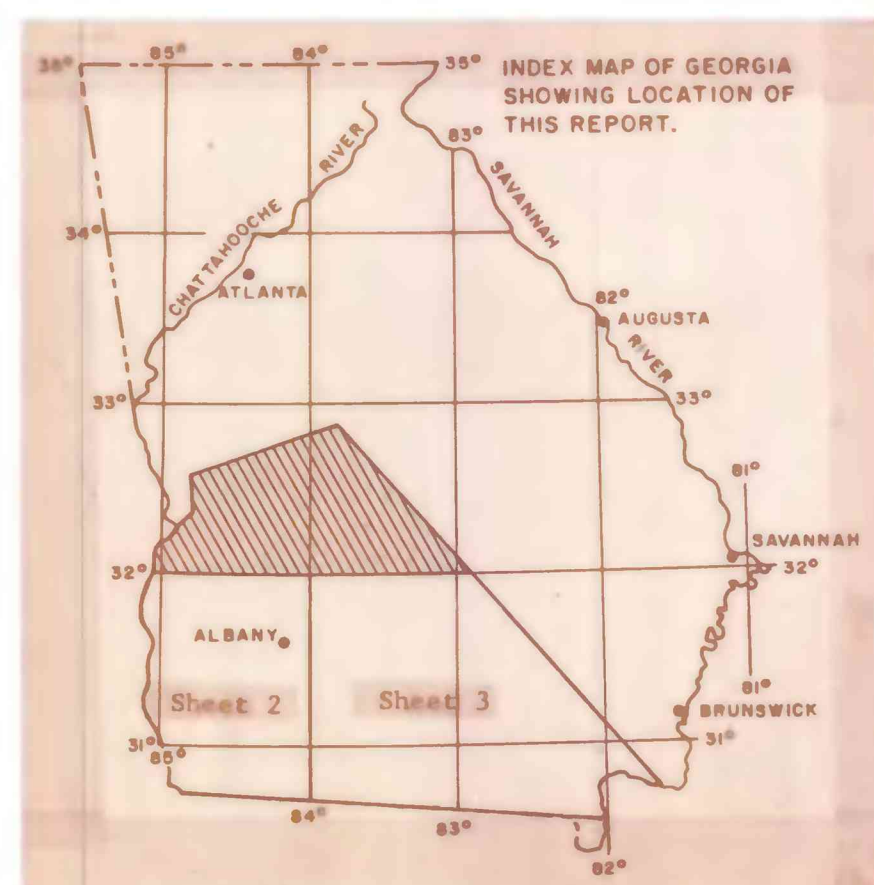 85°
84°
35°
35°
INDEX MAP OF GEORGIA
SHOWING LOCATION OF
THIS REPORT.
83°
CHATTAHOOCHE
RIVER
SAVANNAH
34°
ATLANTA
82°
AUGUSTA
RIVER
33°
33°
81°
SAVANNAH
32°
32°
ALBANY
81°
Sheet 2
Sheet 3
BRUNSWICK
31°
31°
85°
84°
83°
82°